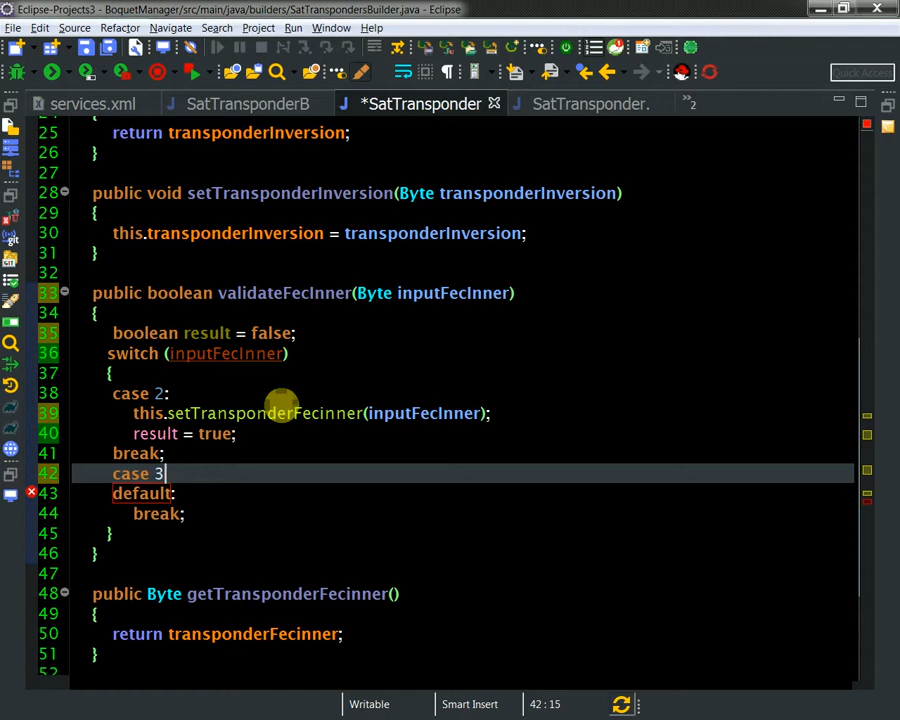 Eclipse-Projects3 - BoquetManager/src/main/java/builders/SatTranspondersBuilder.java - Eclipse
File Edit Source Refactor Navigate Search Project Run Window Help
Quick Access
services.xml SatTransponderB *SatTransponder SatTransponder. »2
25 return transponderInversion;
26 }
27
28 public void setTransponderInversion(Byte transponderInversion)
29 {
30 this.transponderInversion = transponderInversion;
31 }
32
33 public boolean validateFecInner(Byte inputFecInner)
34 {
35 boolean result = false;
36 switch (inputFecInner)
37 {
38 case 2:
39 this.setTransponderFecinner(inputFecInner);
40 result = true;
41 break;
42 case 3
43 default:
44 break;
45 }
46 }
47
48 public Byte getTransponderFecinner()
49 {
50 return transponderFecinner;
51 }
52
Writable Smart Insert 42 : 15